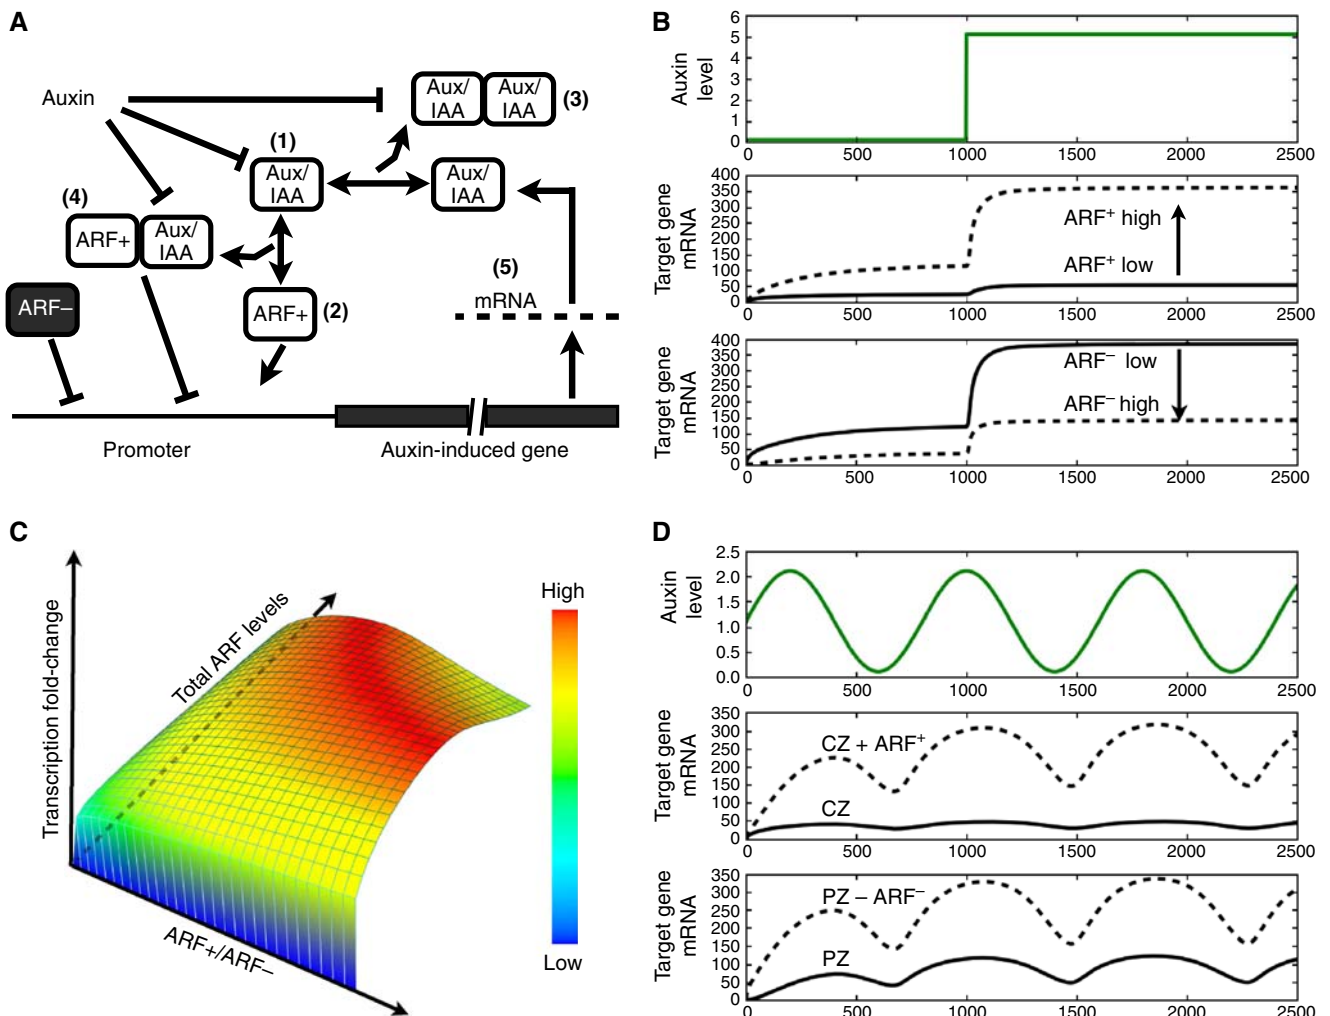 A
Auxin
Aux/
IAA
Aux/
IAA
(3)
(1)
Aux/
IAA
Aux/
IAA
(4)
ARF+
Aux/
IAA
ARF–
ARF+
(2)
(5)
mRNA
Promoter
Auxin-induced gene
B
Auxin
level
6
5
4
3
2
1
0
0 500 1000 1500 2000 2500
Target gene
mRNA
400
350
300
250
200
150
100
50
0
ARF⁺ high
ARF⁺ low
0 500 1000 1500 2000 2500
Target gene
mRNA
400
350
300
250
200
150
100
50
0
ARF⁻ low
ARF⁻ high
0 500 1000 1500 2000 2500
C
Transcription fold-change
Total ARF levels
ARF+/ARF–
High
Low
D
Auxin
level
2.5
2.0
1.5
1.0
0.5
0.0
0 500 1000 1500 2000 2500
Target gene
mRNA
350
300
250
200
150
100
50
0
CZ + ARF⁺
CZ
0 500 1000 1500 2000 2500
Target gene
mRNA
350
300
250
200
150
100
50
0
PZ – ARF⁻
PZ
0 500 1000 1500 2000 2500